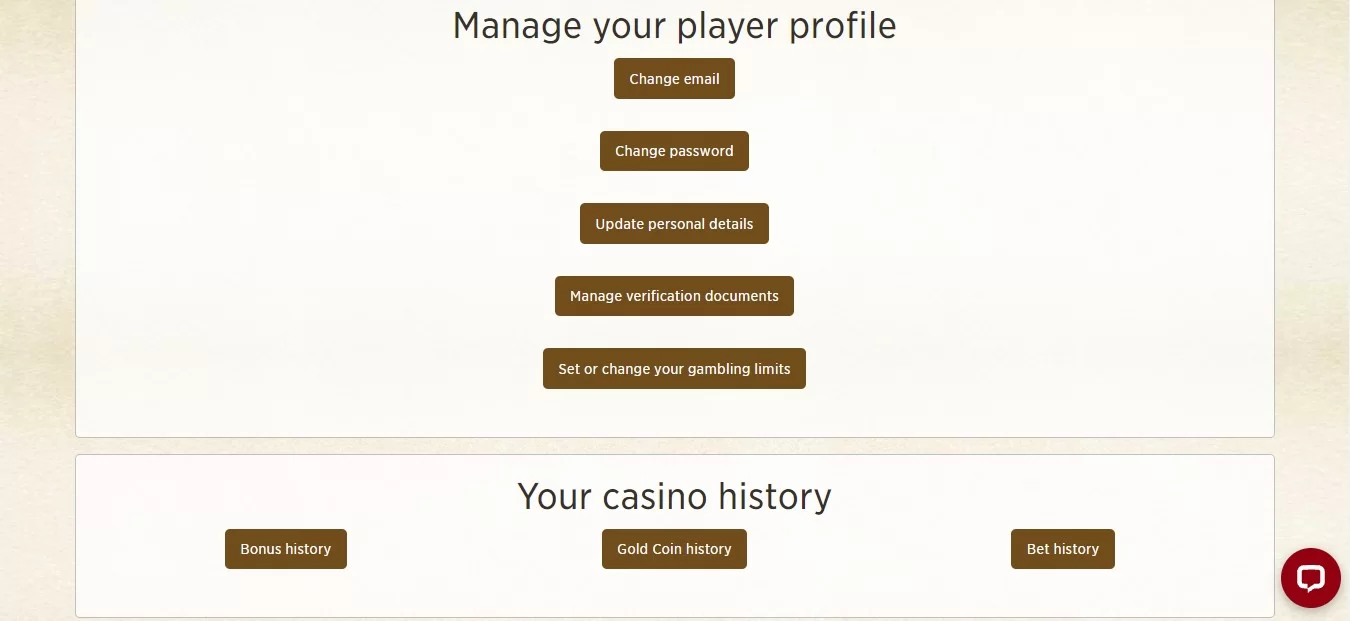 Manage your player profile
Change email
Change password
Update personal details
Manage verification documents
Set or change your gambling limits
Your casino history
Bonus history
Gold Coin history
Bet history